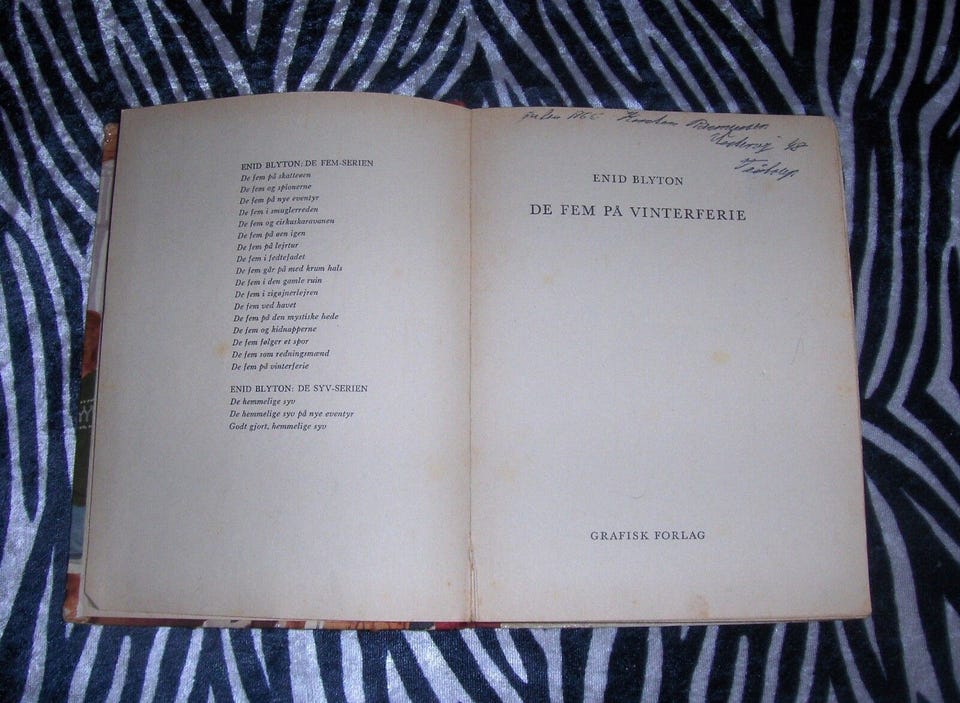 ENID BLYTON: DE FEM-SERIEN
De fem på skatteøen
De fem og spionerne
De fem på nye eventyr
De fem i smuglerreden
De fem og cirkuskaravanen
De fem på øen igen
De fem på lejrtur
De fem i fedtefadet
De fem går på med krum hals
De fem i den gamle ruin
De fem i zigøjnerlejren
De fem ved havet
De fem på den mystiske hede
De fem og kidnapperne
De fem følger et spor
De fem som redningsmænd
De fem på vinterferie
ENID BLYTON: DE SYV-SERIEN
De hemmelige syv
De hemmelige syv på nye eventyr
Godt gjort, hemmelige syv
ENID BLYTON
DE FEM PÅ VINTERFERIE
GRAFISK FORLAG